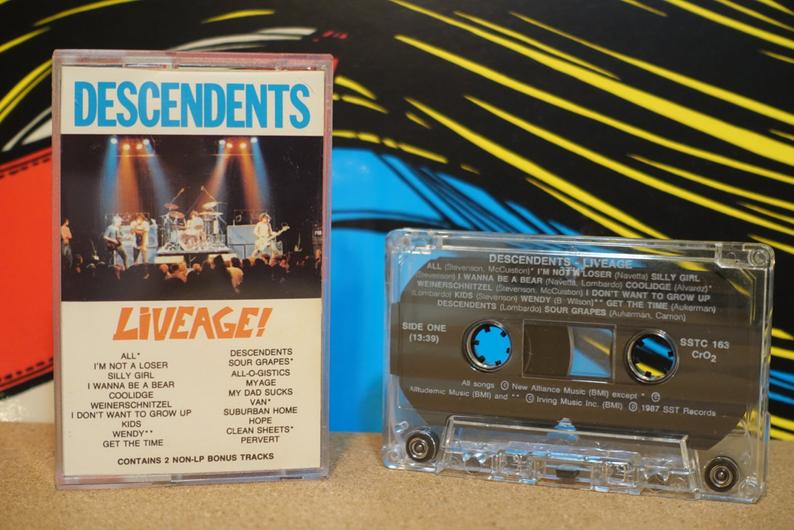 DESCENDENTS
LiVEAGE!
ALL*
I'M NOT A LOSER
SILLY GIRL
I WANNA BE A BEAR
COOLIDGE
WEINERSCHNITZEL
I DON'T WANT TO GROW UP
KIDS
WENDY**
GET THE TIME
DESCENDENTS
SOUR GRAPES*
ALL-O-GISTICS
MYAGE
MY DAD SUCKS
VAN*
SUBURBAN HOME
HOPE
CLEAN SHEETS*
PERVERT
CONTAINS 2 NON-LP BONUS TRACKS
DESCENDENTS - LIVEAGE
ALL (Stevenson, McCuistion)* I'M NOT A LOSER (Navetta) SILLY GIRL
(Stevenson) I WANNA BE A BEAR (Navetta, Lombardo) COOLIDGE (Alvarez)*
WEINERSCHNITZEL (Stevenson, McCuistion) I DON'T WANT TO GROW UP
(Lombardo) KIDS (Stevenson) WENDY (B. Wilson)** GET THE TIME (Aukerman)
DESCENDENTS (Lombardo) SOUR GRAPES (Aukerman, Camon)
SIDE ONE
(13:39)
SSTC 163
CrO2
All songs © New Alliance Music (BMI) except * ©
Alltudemic Music (BMI) and ** © Irving Music Inc. (BMI) ℗ 1987 SST Records